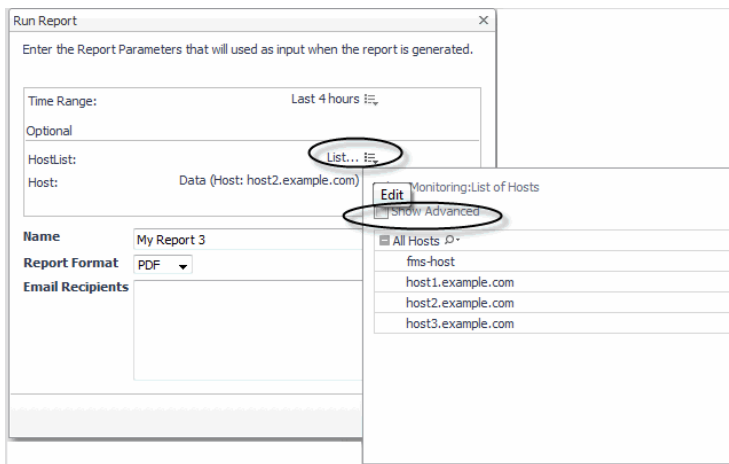 Run Report
Enter the Report Parameters that will used as input when the report is generated.
Time Range: Last 4 hours
Optional
HostList: List...
Host: Data (Host: host2.example.com)
Edit
Monitoring:List of Hosts
Show Advanced
All Hosts
fms-host
host1.example.com
host2.example.com
host3.example.com
Name My Report 3
Report Format PDF
Email Recipients